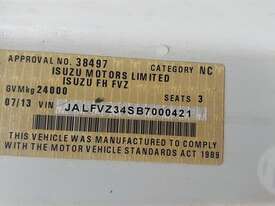 APPROVAL NO. 38497 CATEGORY NC
ISUZU MOTORS LIMITED
ISUZU FH FVZ
GVMkg 24000 SEATS 3
07/13 VIN JALFVZ34SB7000421
THIS VEHICLE WAS MANUFACTURED TO COMPLY
WITH THE MOTOR VEHICLE STANDARDS ACT 1989